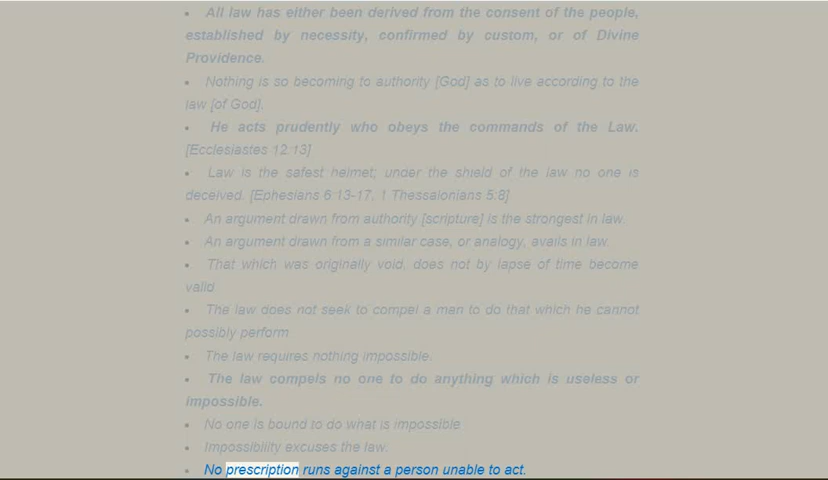 • All law has either been derived from the consent of the people,
established by necessity, confirmed by custom, or of Divine
Providence.
• Nothing is so becoming to authority [God] as to live according to the
law [of God].
• He acts prudently who obeys the commands of the Law.
[Ecclesiastes 12:13]
• Law is the safest helmet; under the shield of the law no one is
deceived. [Ephesians 6:13-17, 1 Thessalonians 5:8]
• An argument drawn from authority [scripture] is the strongest in law.
• An argument drawn from a similar case, or analogy, avails in law.
• That which was originally void, does not by lapse of time become
valid.
• The law does not seek to compel a man to do that which he cannot
possibly perform.
• The law requires nothing impossible.
• The law compels no one to do anything which is useless or
impossible.
• No one is bound to do what is impossible
• Impossibility excuses the law.
• No prescription runs against a person unable to act.